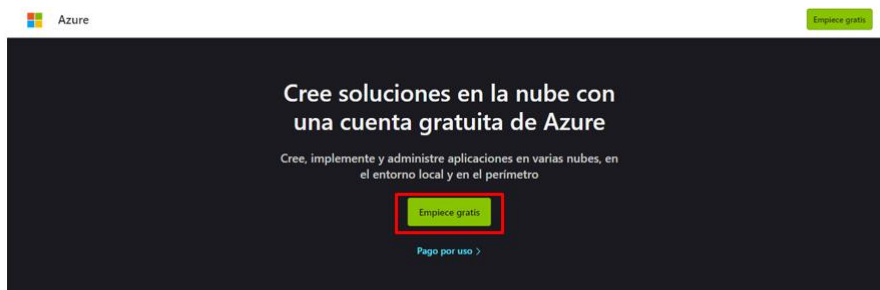 Azure
Empiece gratis
Cree soluciones en la nube con
una cuenta gratuita de Azure
Cree, implemente y administre aplicaciones en varias nubes, en
el entorno local y en el perímetro
Empiece gratis
Pago por uso >